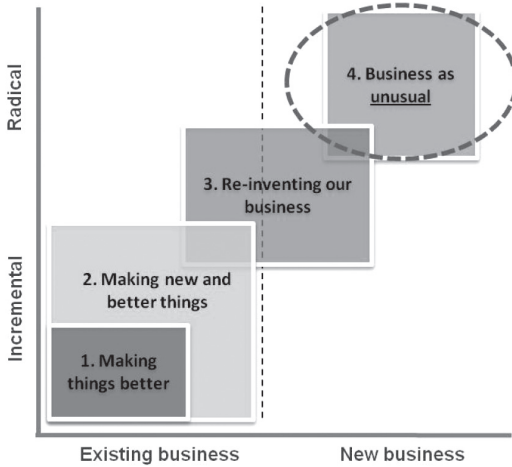 Radical
4. Business as
unusual
3. Re-inventing our
business
Incremental
2. Making new and
better things
1. Making
things better
Existing business
New business